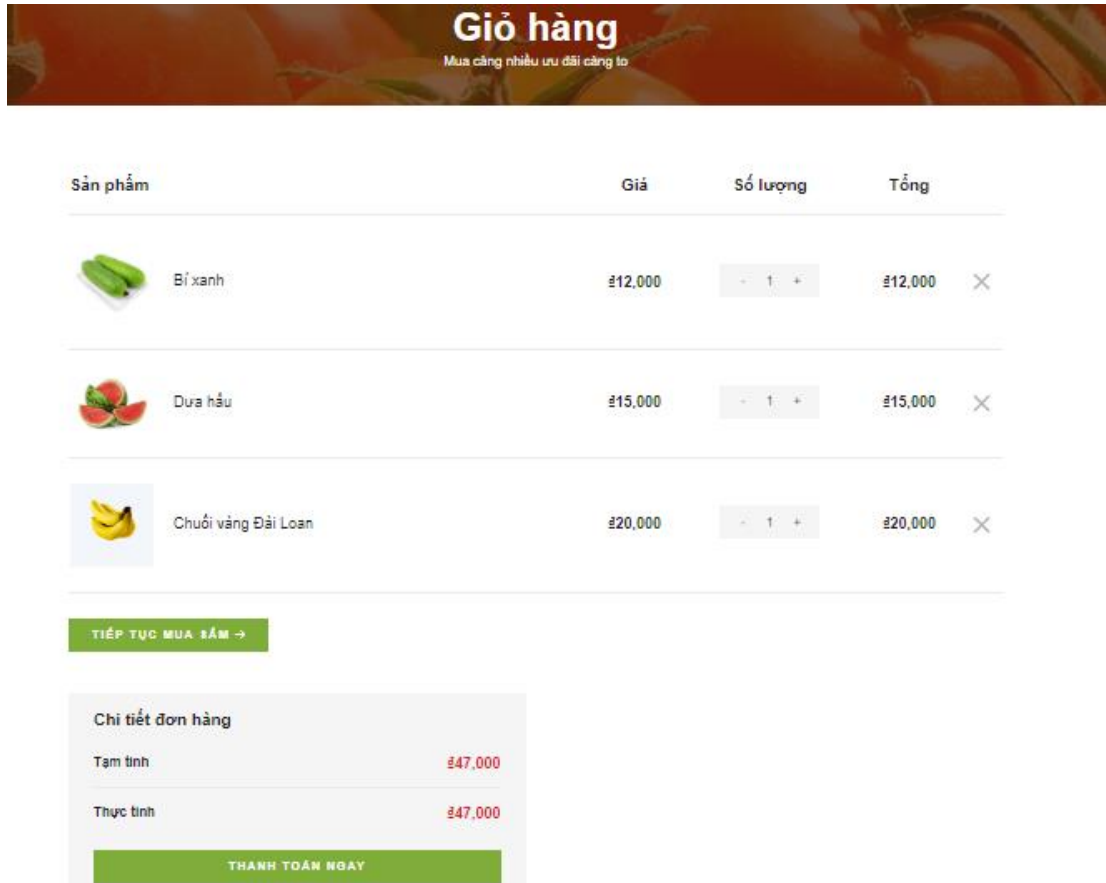 Giỏ hàng
Mua càng nhiều ưu đãi càng to
Sản phẩm Giá Số lượng Tổng
Bí xanh ₫12,000 - 1 + ₫12,000 ×
Dưa hấu ₫15,000 - 1 + ₫15,000 ×
Chuối vàng Đài Loan ₫20,000 - 1 + ₫20,000 ×
TIẾP TỤC MUA SẮM →
Chi tiết đơn hàng
Tạm tính ₫47,000
Thực tính ₫47,000
THANH TOÁN NGAY